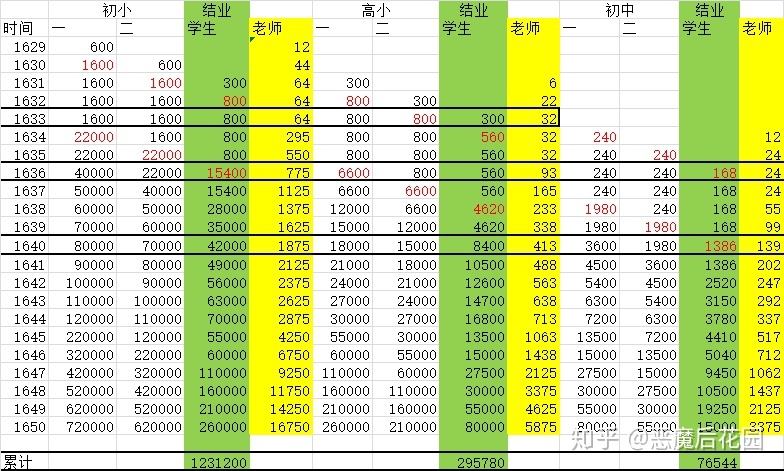 初小 结业 高小 结业 初中 结业
时间 一 二 学生 老师 一 二 学生 老师 一 二 学生 老师
1629 600 12
1630 1600 600 44
1631 1600 1600 300 64 300 6
1632 1600 1600 800 64 800 300 22
1633 1600 1600 800 64 800 800 300 32
1634 22000 1600 800 295 800 800 560 32 240 12
1635 22000 22000 800 550 800 800 560 32 240 240 24
1636 40000 22000 15400 775 6600 800 560 93 240 240 168 24
1637 50000 40000 15400 1125 6600 6600 560 165 240 240 168 24
1638 60000 50000 28000 1375 12000 6600 4620 233 1980 240 168 55
1639 70000 60000 35000 1625 15000 12000 4620 338 1980 1980 168 99
1640 80000 70000 42000 1875 18000 15000 8400 413 3600 1980 1386 139
1641 90000 80000 49000 2125 21000 18000 10500 488 4500 3600 1386 202
1642 100000 90000 56000 2375 24000 21000 12600 563 5400 4500 2520 247
1643 110000 100000 63000 2625 27000 24000 14700 638 6300 5400 3150 292
1644 120000 110000 70000 2875 30000 27000 16800 713 7200 6300 3780 337
1645 220000 120000 55000 4250 55000 30000 13500 1063 13500 7200 4410 517
1646 320000 220000 60000 6750 60000 55000 15000 1438 15000 13500 5040 712
1647 420000 320000 110000 9250 110000 60000 27500 2125 27500 15000 9450 1062
1648 520000 420000 160000 11750 160000 110000 30000 3375 30000 27500 10500 1437
1649 620000 520000 210000 14250 210000 160000 55000 4625 55000 30000 19250 2125
1650 720000 620000 260000 16750 260000 210000 80000 5875 80000 55000 15000 3375
累计 1231200 295780 76544
知乎 @恶魔后花园